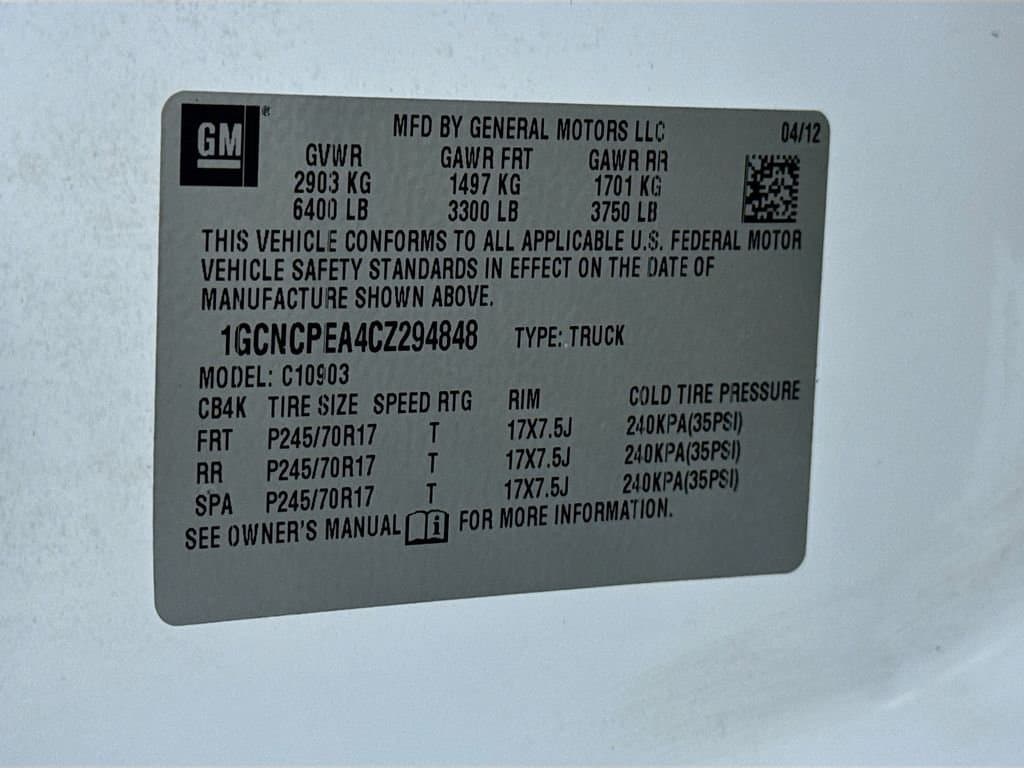 GM®
MFD BY GENERAL MOTORS LLC 04/12
GVWR GAWR FRT GAWR RR
2903 KG 1497 KG 1701 KG
6400 LB 3300 LB 3750 LB
THIS VEHICLE CONFORMS TO ALL APPLICABLE U.S. FEDERAL MOTOR
VEHICLE SAFETY STANDARDS IN EFFECT ON THE DATE OF
MANUFACTURE SHOWN ABOVE.
1GCNCPEA4CZ294848 TYPE: TRUCK
MODEL: C10903
CB4K TIRE SIZE SPEED RTG RIM COLD TIRE PRESSURE
FRT P245/70R17 T 17X7.5J 240KPA(35PSI)
RR P245/70R17 T 17X7.5J 240KPA(35PSI)
SPA P245/70R17 T 17X7.5J 240KPA(35PSI)
SEE OWNER'S MANUAL i FOR MORE INFORMATION.